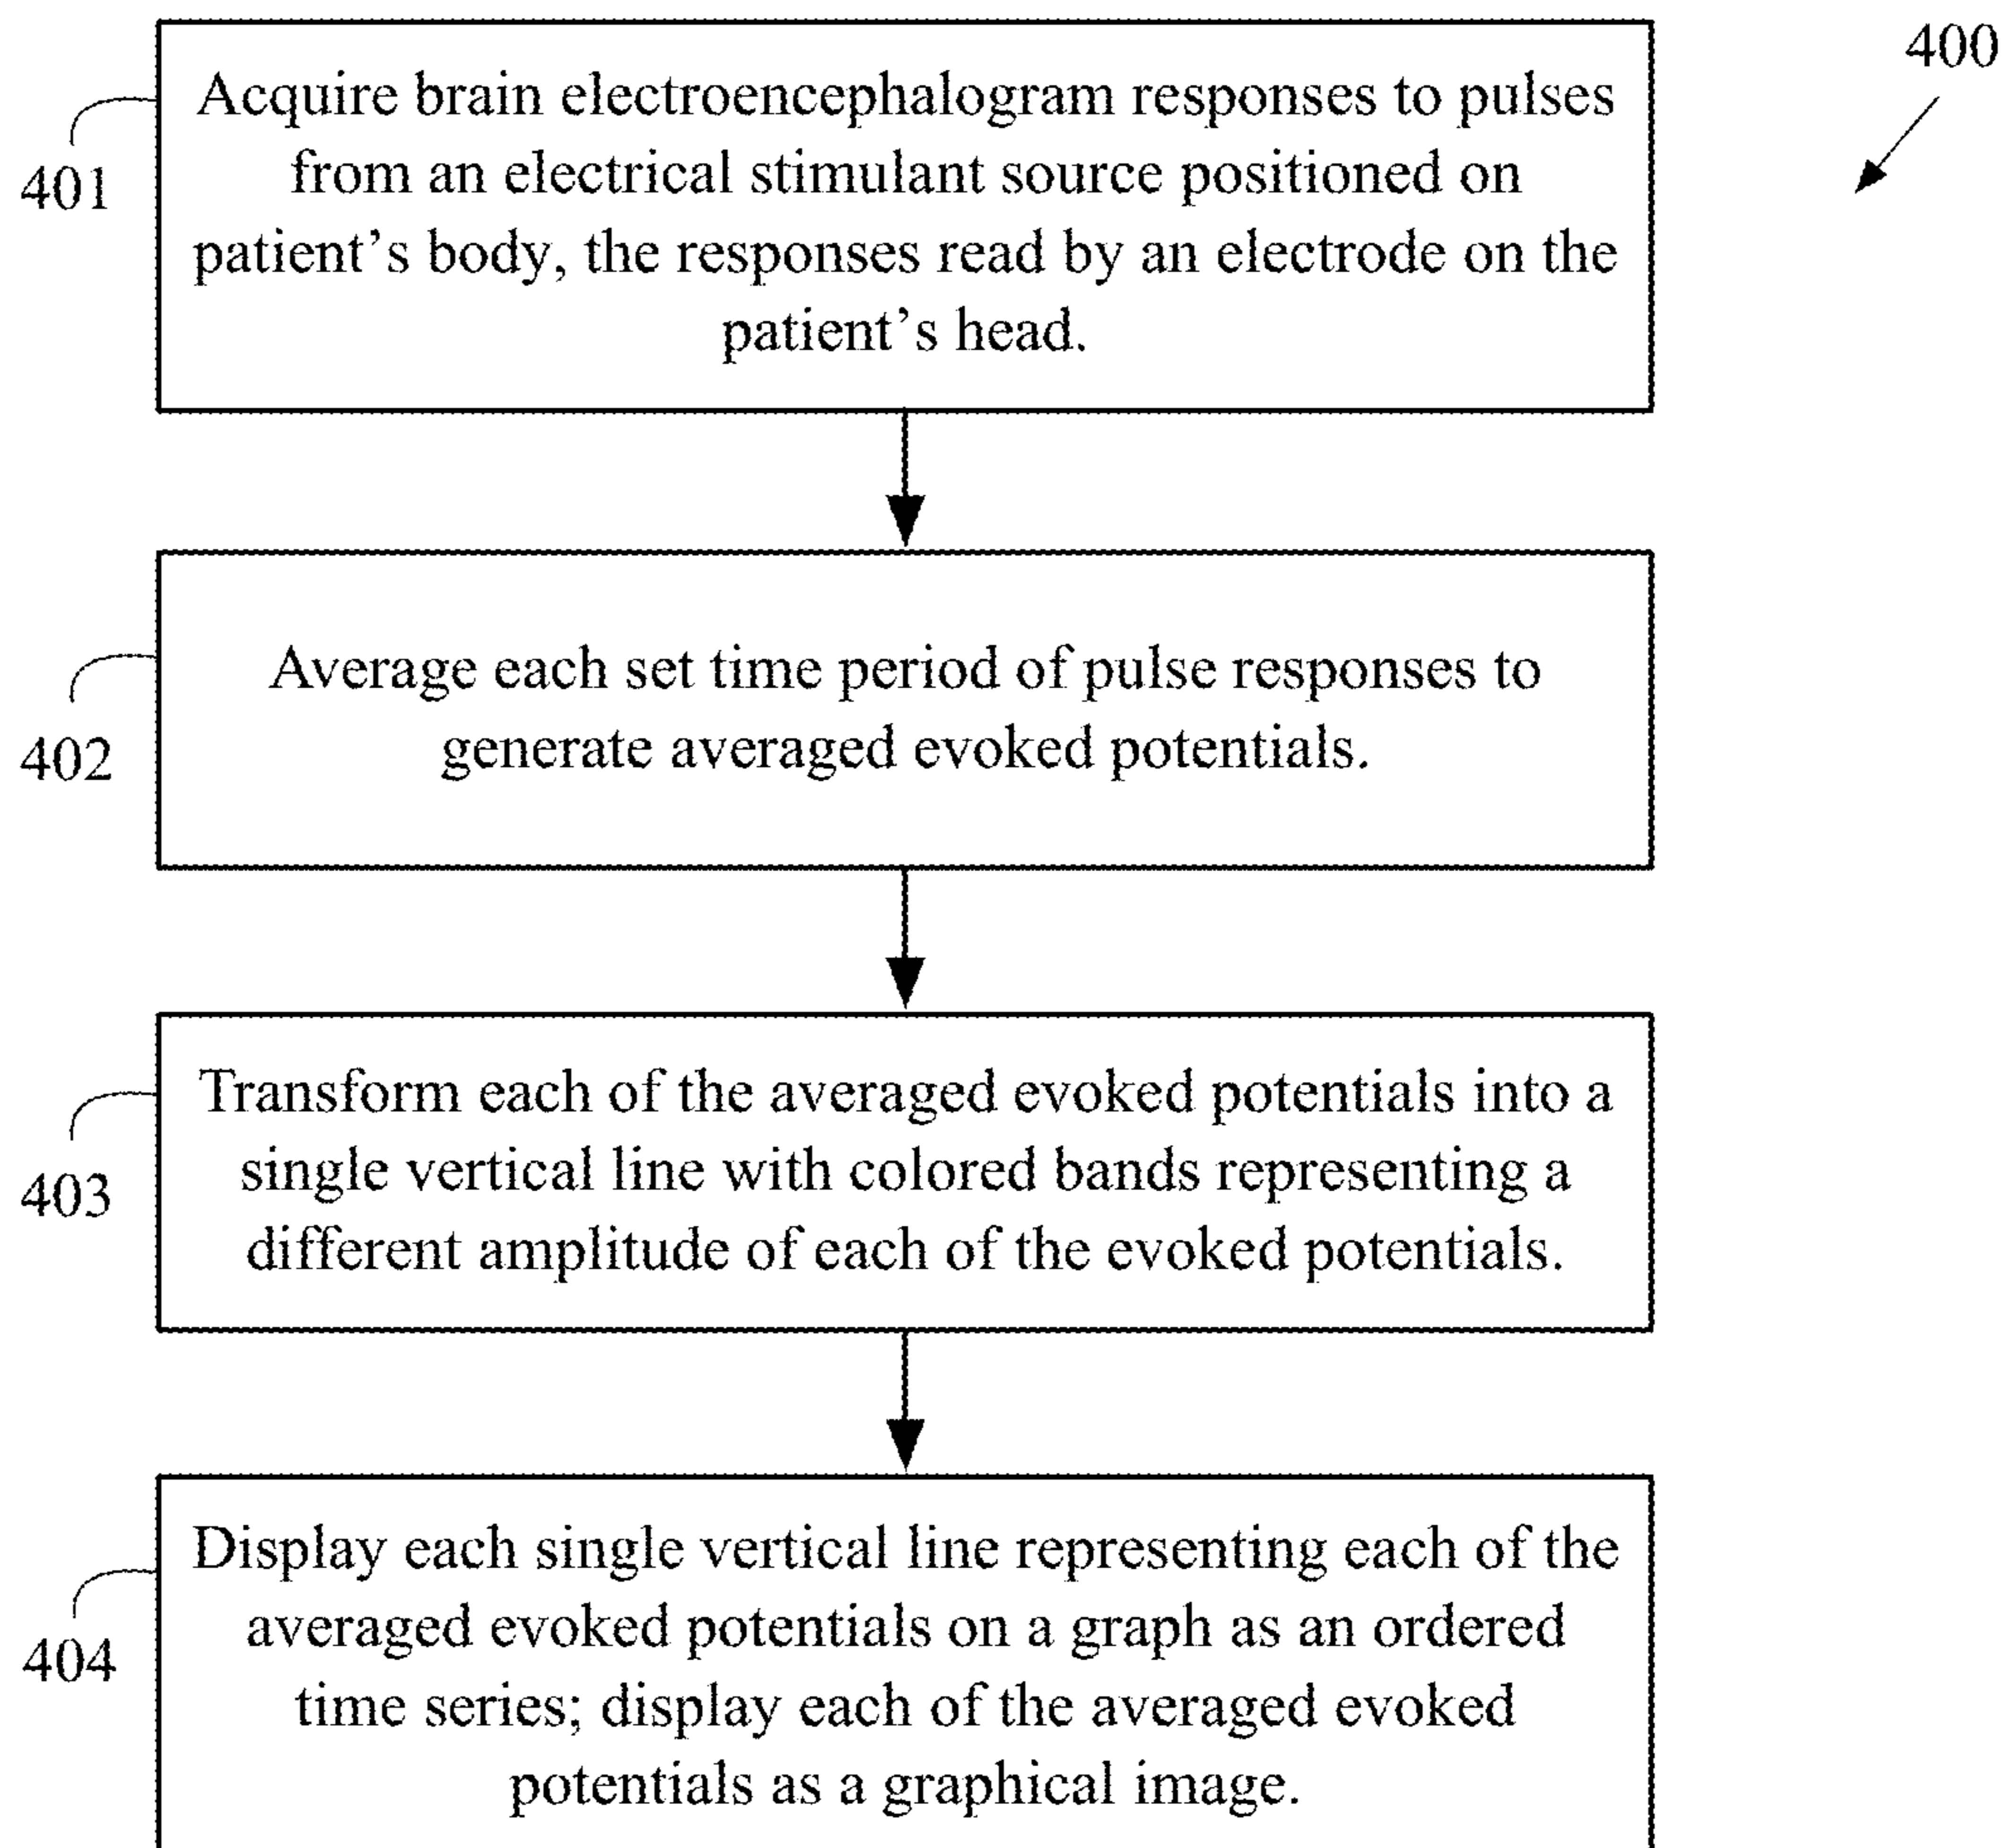 400
Acquire brain electroencephalogram responses to pulses
from an electrical stimulant source positioned on
patient's body, the responses read by an electrode on the
patient's head.
401
Average each set time period of pulse responses to
generate averaged evoked potentials.
402
Transform each of the averaged evoked potentials into a
single vertical line with colored bands representing a
different amplitude of each of the evoked potentials.
403
Display each single vertical line representing each of the
averaged evoked potentials on a graph as an ordered
time series; display each of the averaged evoked
potentials as a graphical image.
404